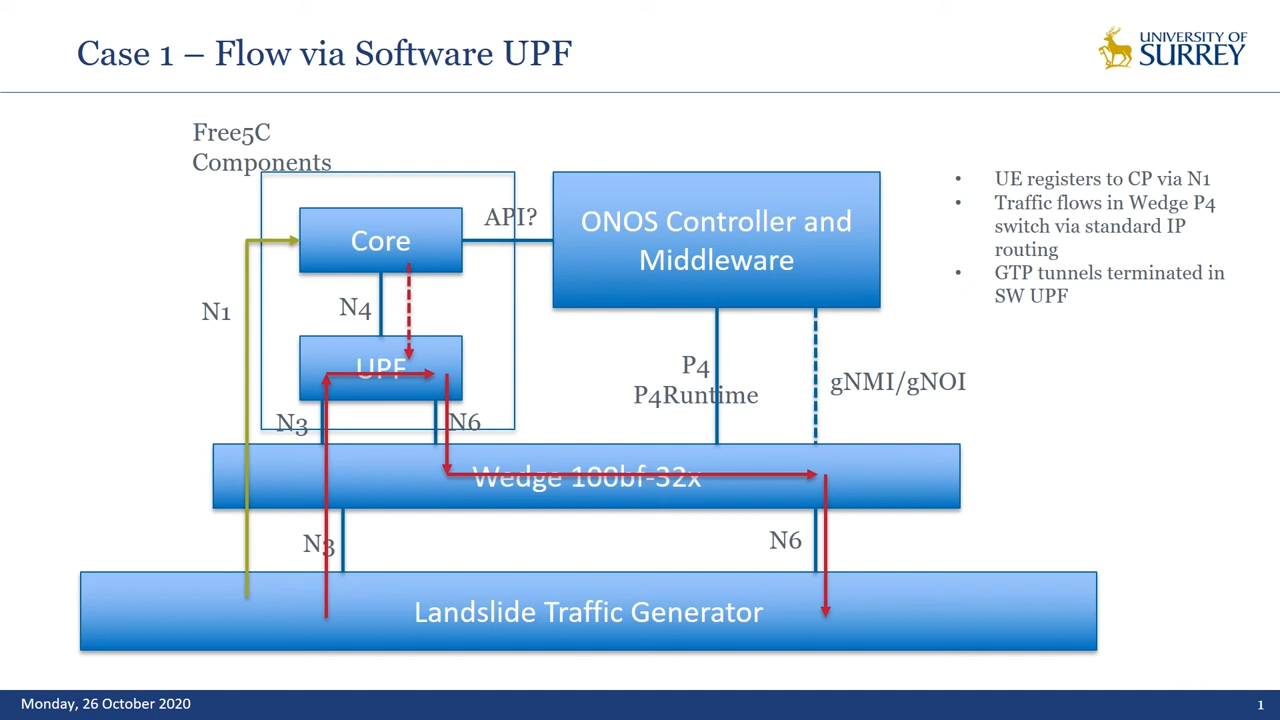 Case 1 – Flow via Software UPF
UNIVERSITY OF
SURREY
Free5C
Components
Core
API?
ONOS Controller and
Middleware
• UE registers to CP via N1
• Traffic flows in Wedge P4
switch via standard IP
routing
• GTP tunnels terminated in
SW UPF
N1
N4
UPF
P4
P4Runtime
gNMI/gNOI
N3
N6
Wedge 100bf-32x
N3
N6
Landslide Traffic Generator
Monday, 26 October 2020
1